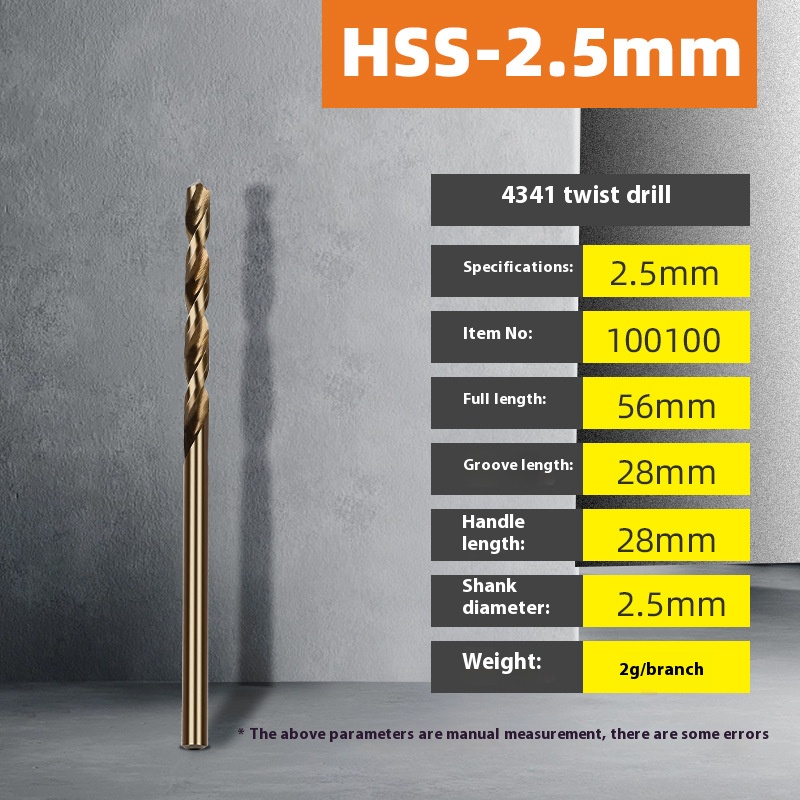 HSS-2.5mm
4341 twist drill
Specifications: 2.5mm
Item No: 100100
Full length: 56mm
Groove length: 28mm
Handle
length: 28mm
Shank
diameter: 2.5mm
Weight: 2g/branch
* The above parameters are manual measurement, there are some errors